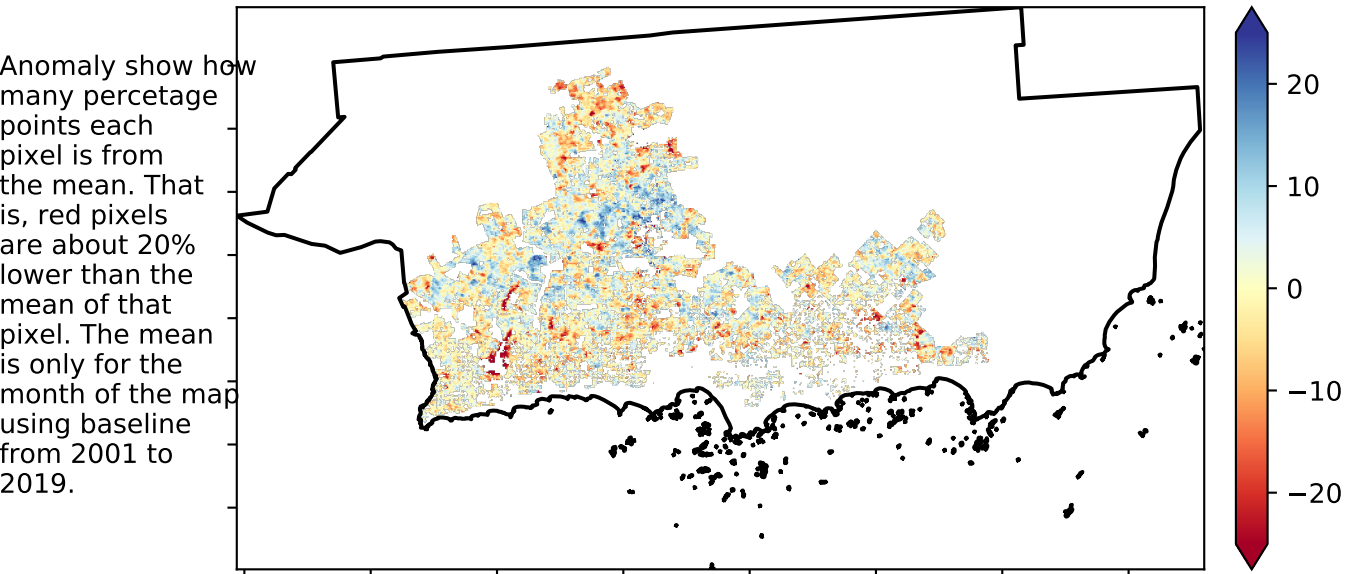 Anomaly show how
many percetage
points each
pixel is from
the mean. That
is, red pixels
are about 20%
lower than the
mean of that
pixel. The mean
is only for the
month of the map
using baseline
from 2001 to
2019.
20
10
0
−10
−20